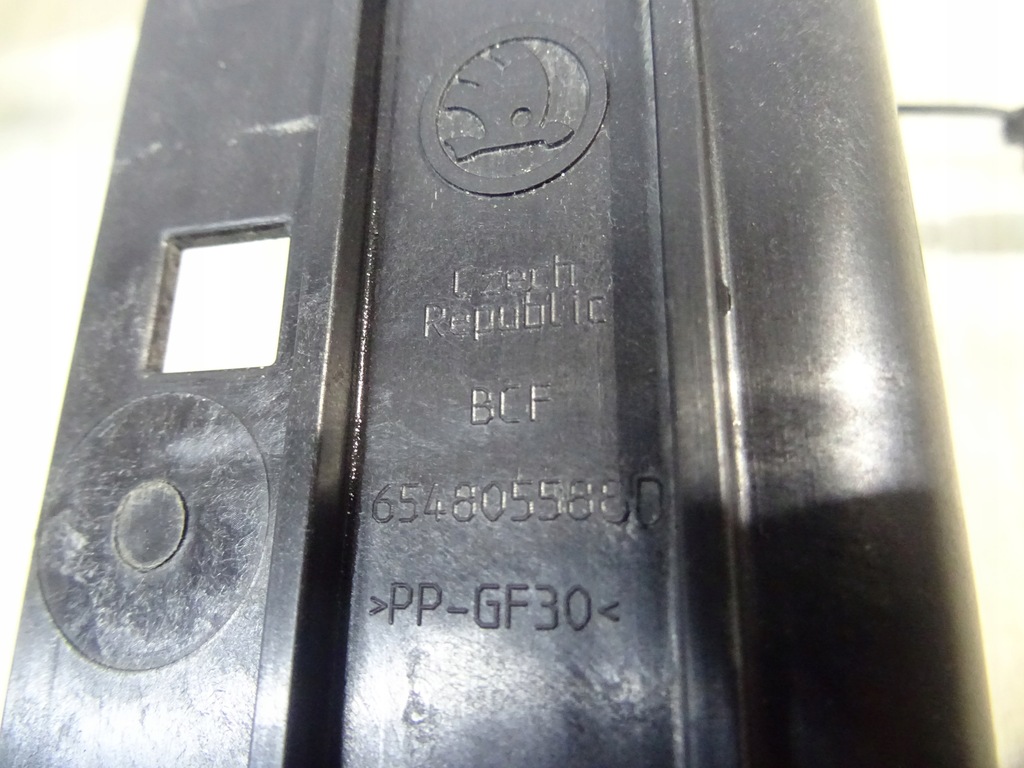 Czech
Republic
BCF
654805588D
>PP-GF30<